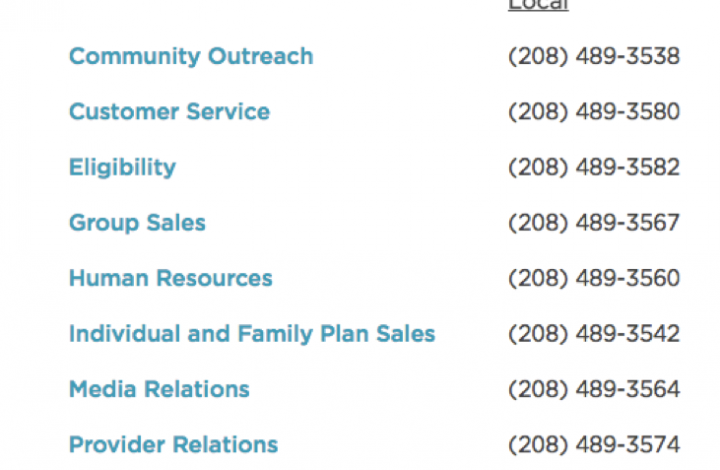 Local
Community Outreach (208) 489-3538
Customer Service (208) 489-3580
Eligibility (208) 489-3582
Group Sales (208) 489-3567
Human Resources (208) 489-3560
Individual and Family Plan Sales (208) 489-3542
Media Relations (208) 489-3564
Provider Relations (208) 489-3574